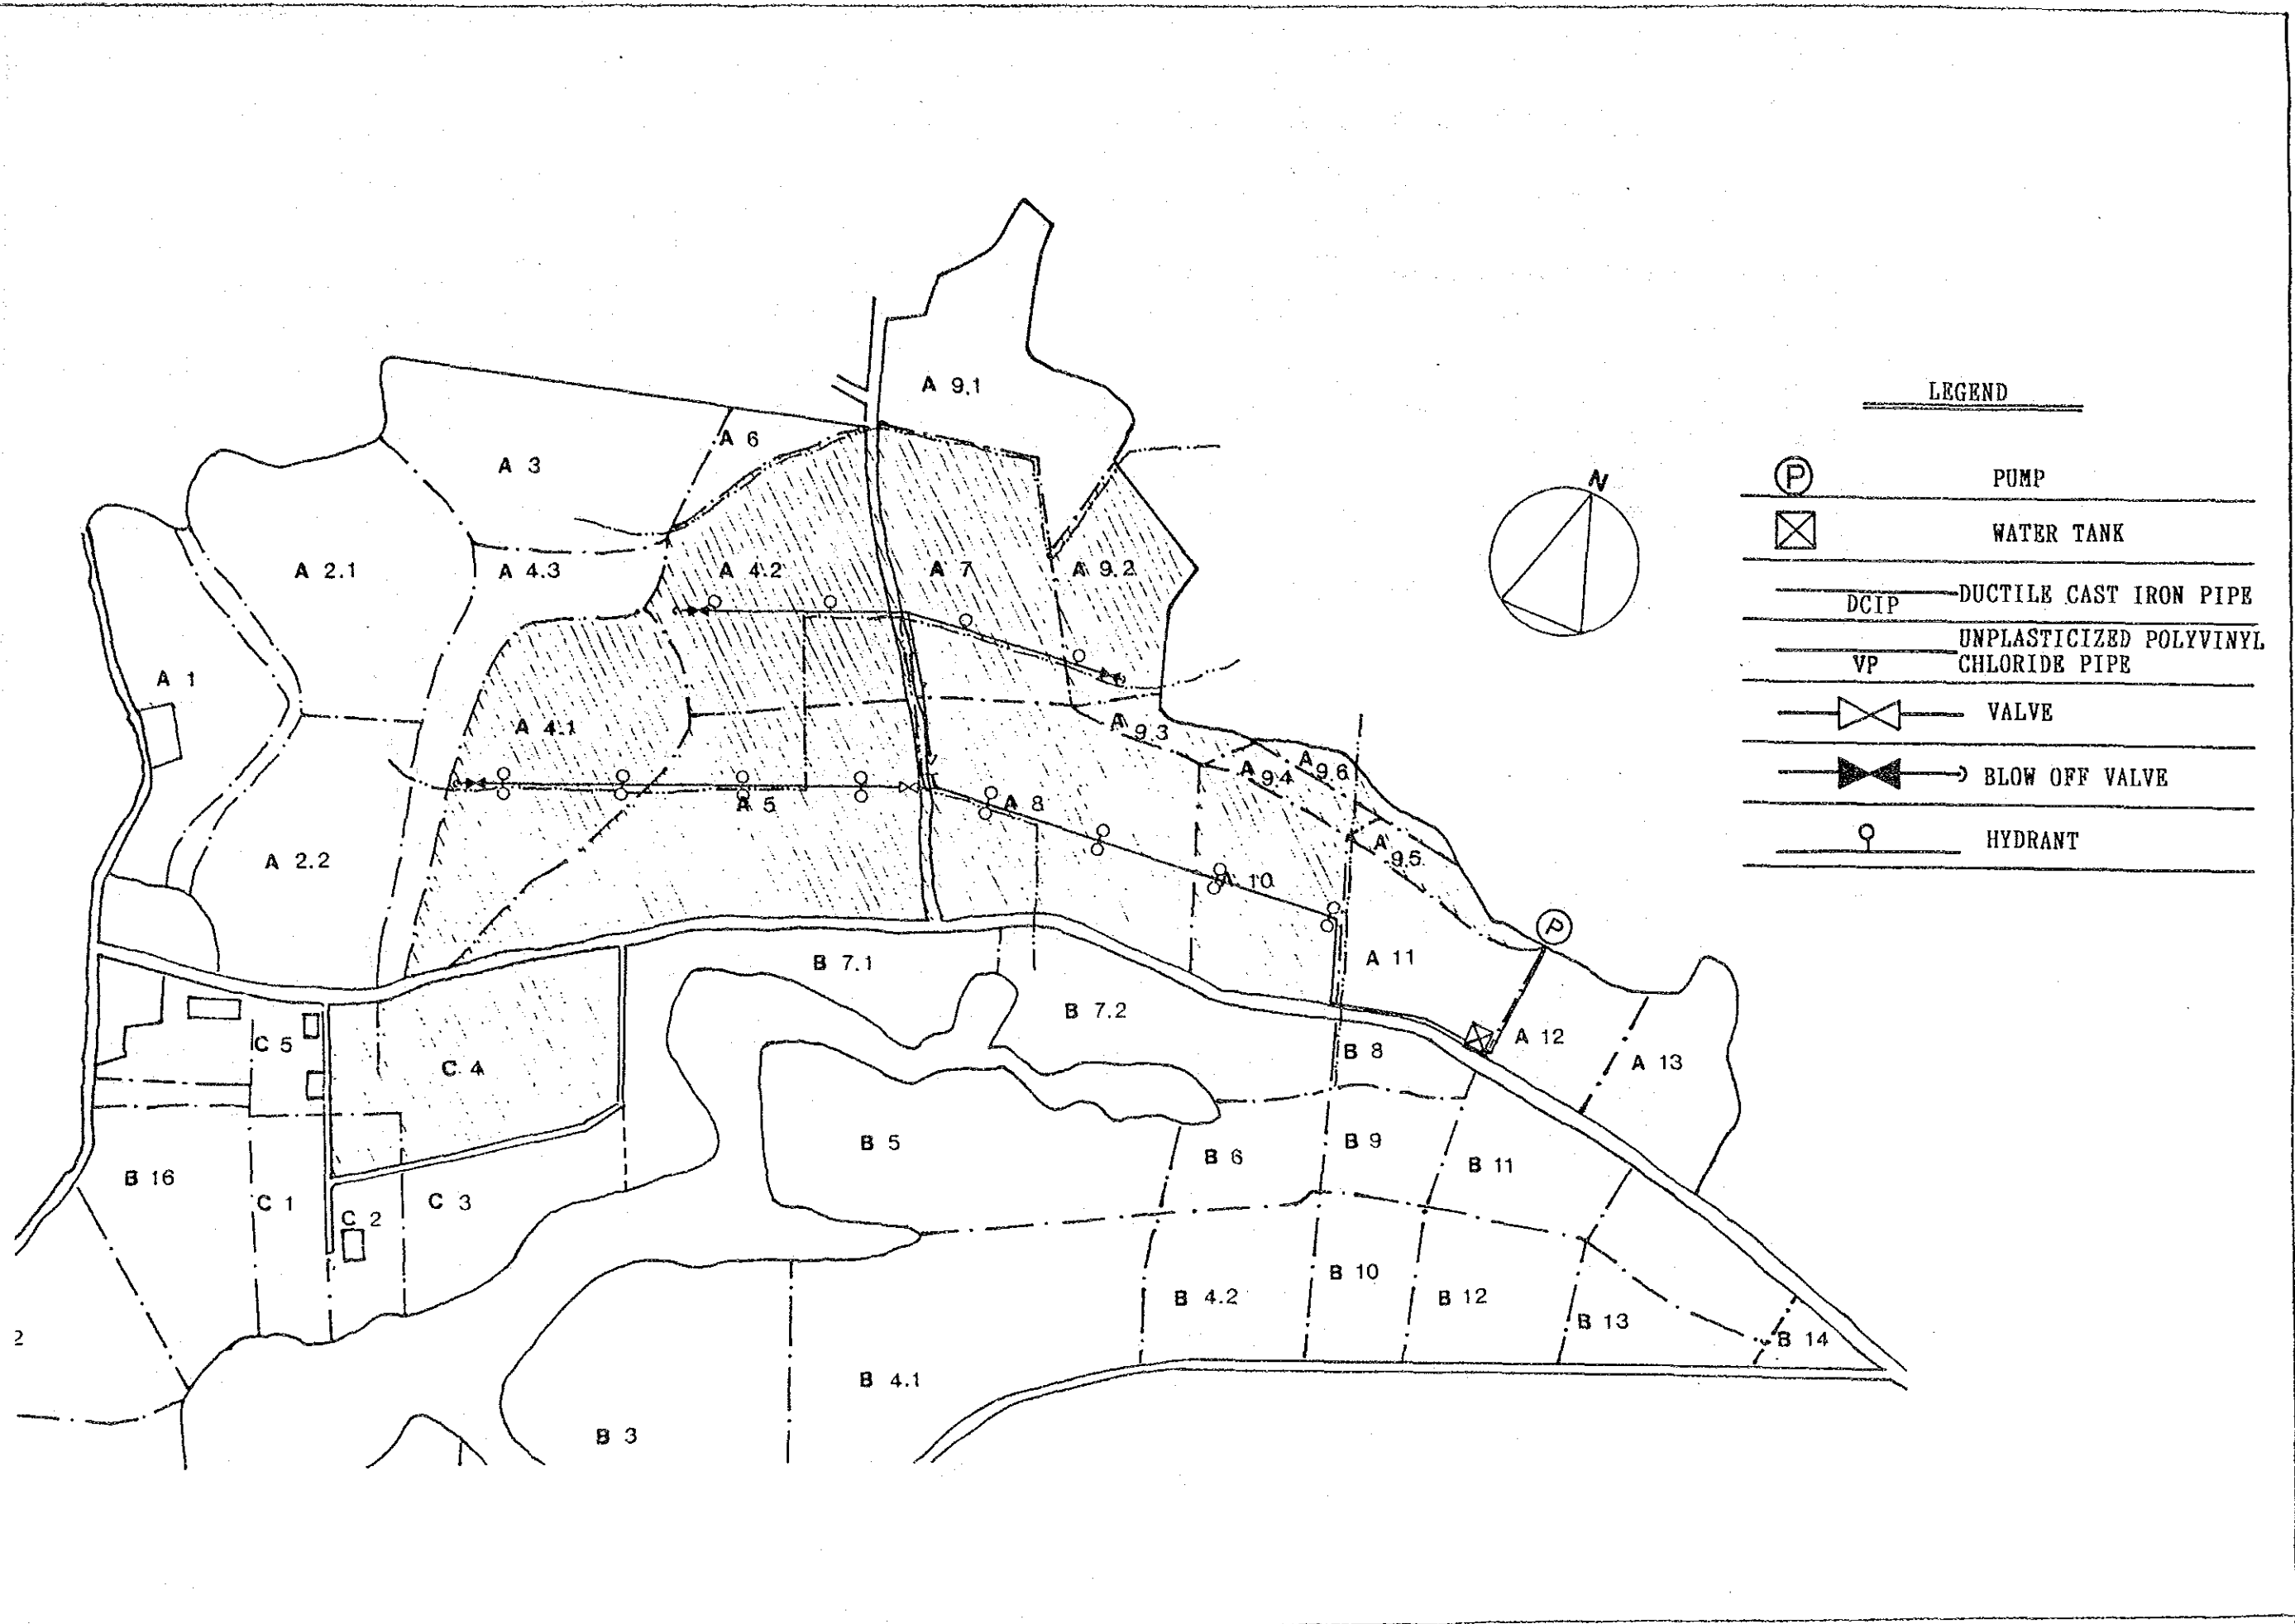 A 9.1
LEGEND
A 6
A 3
N
P PUMP
WATER TANK
A 2.1
A 4.3
A 4.2
A 7
A 9.2
DCIP DUCTILE CAST IRON PIPE
UNPLASTICIZED POLYVINYL
VP CHLORIDE PIPE
A 1
A 4.1
A 9.3
VALVE
A 9.4
A 9.6
BLOW OFF VALVE
A 5
A 8
HYDRANT
A 2.2
A 10
A 9.5
P
A 11
B 7.1
B 7.2
A 12
C 5
C 4
B 8
A 13
B 5
B 6
B 9
B 11
B 16
C 1
C 2
C 3
B 4.2
B 10
B 12
B 13
B 14
2
B 4.1
B 3